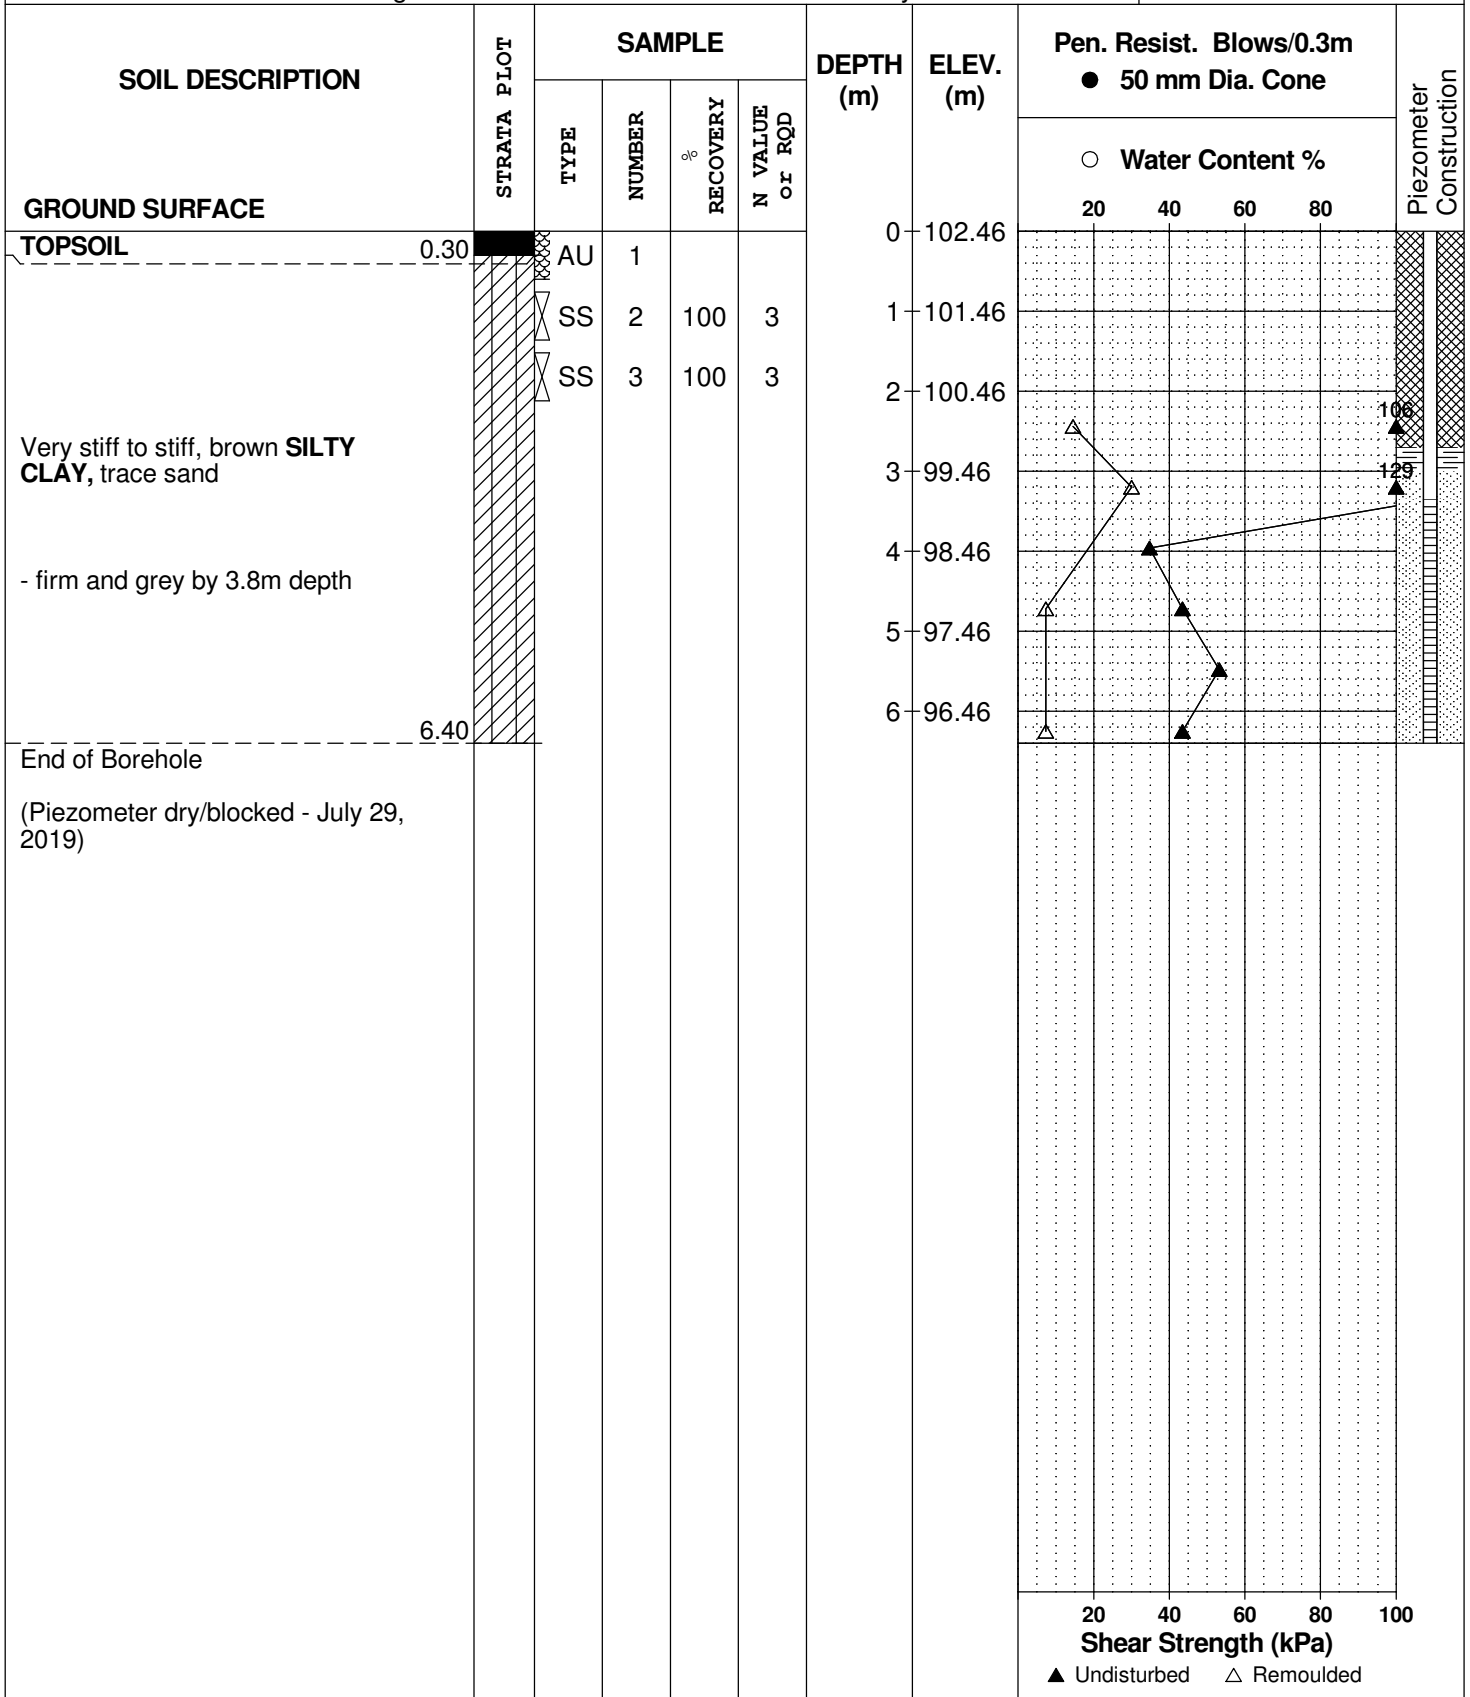 SOIL DESCRIPTION
GROUND SURFACE
STRATA PLOT
SAMPLE
TYPE
NUMBER
% RECOVERY
N VALUE or RQD
DEPTH (m)
ELEV. (m)
Pen. Resist. Blows/0.3m
● 50 mm Dia. Cone
○ Water Content %
20 40 60 80
Piezometer
Construction
TOPSOIL 0.30
AU 1
SS 2 100 3
SS 3 100 3
0 102.46
1 101.46
2 100.46
3 99.46
4 98.46
5 97.46
6 96.46
106
129
Very stiff to stiff, brown SILTY
CLAY, trace sand
- firm and grey by 3.8m depth
6.40
End of Borehole
(Piezometer dry/blocked - July 29,
2019)
20 40 60 80 100
Shear Strength (kPa)
▲ Undisturbed △ Remoulded